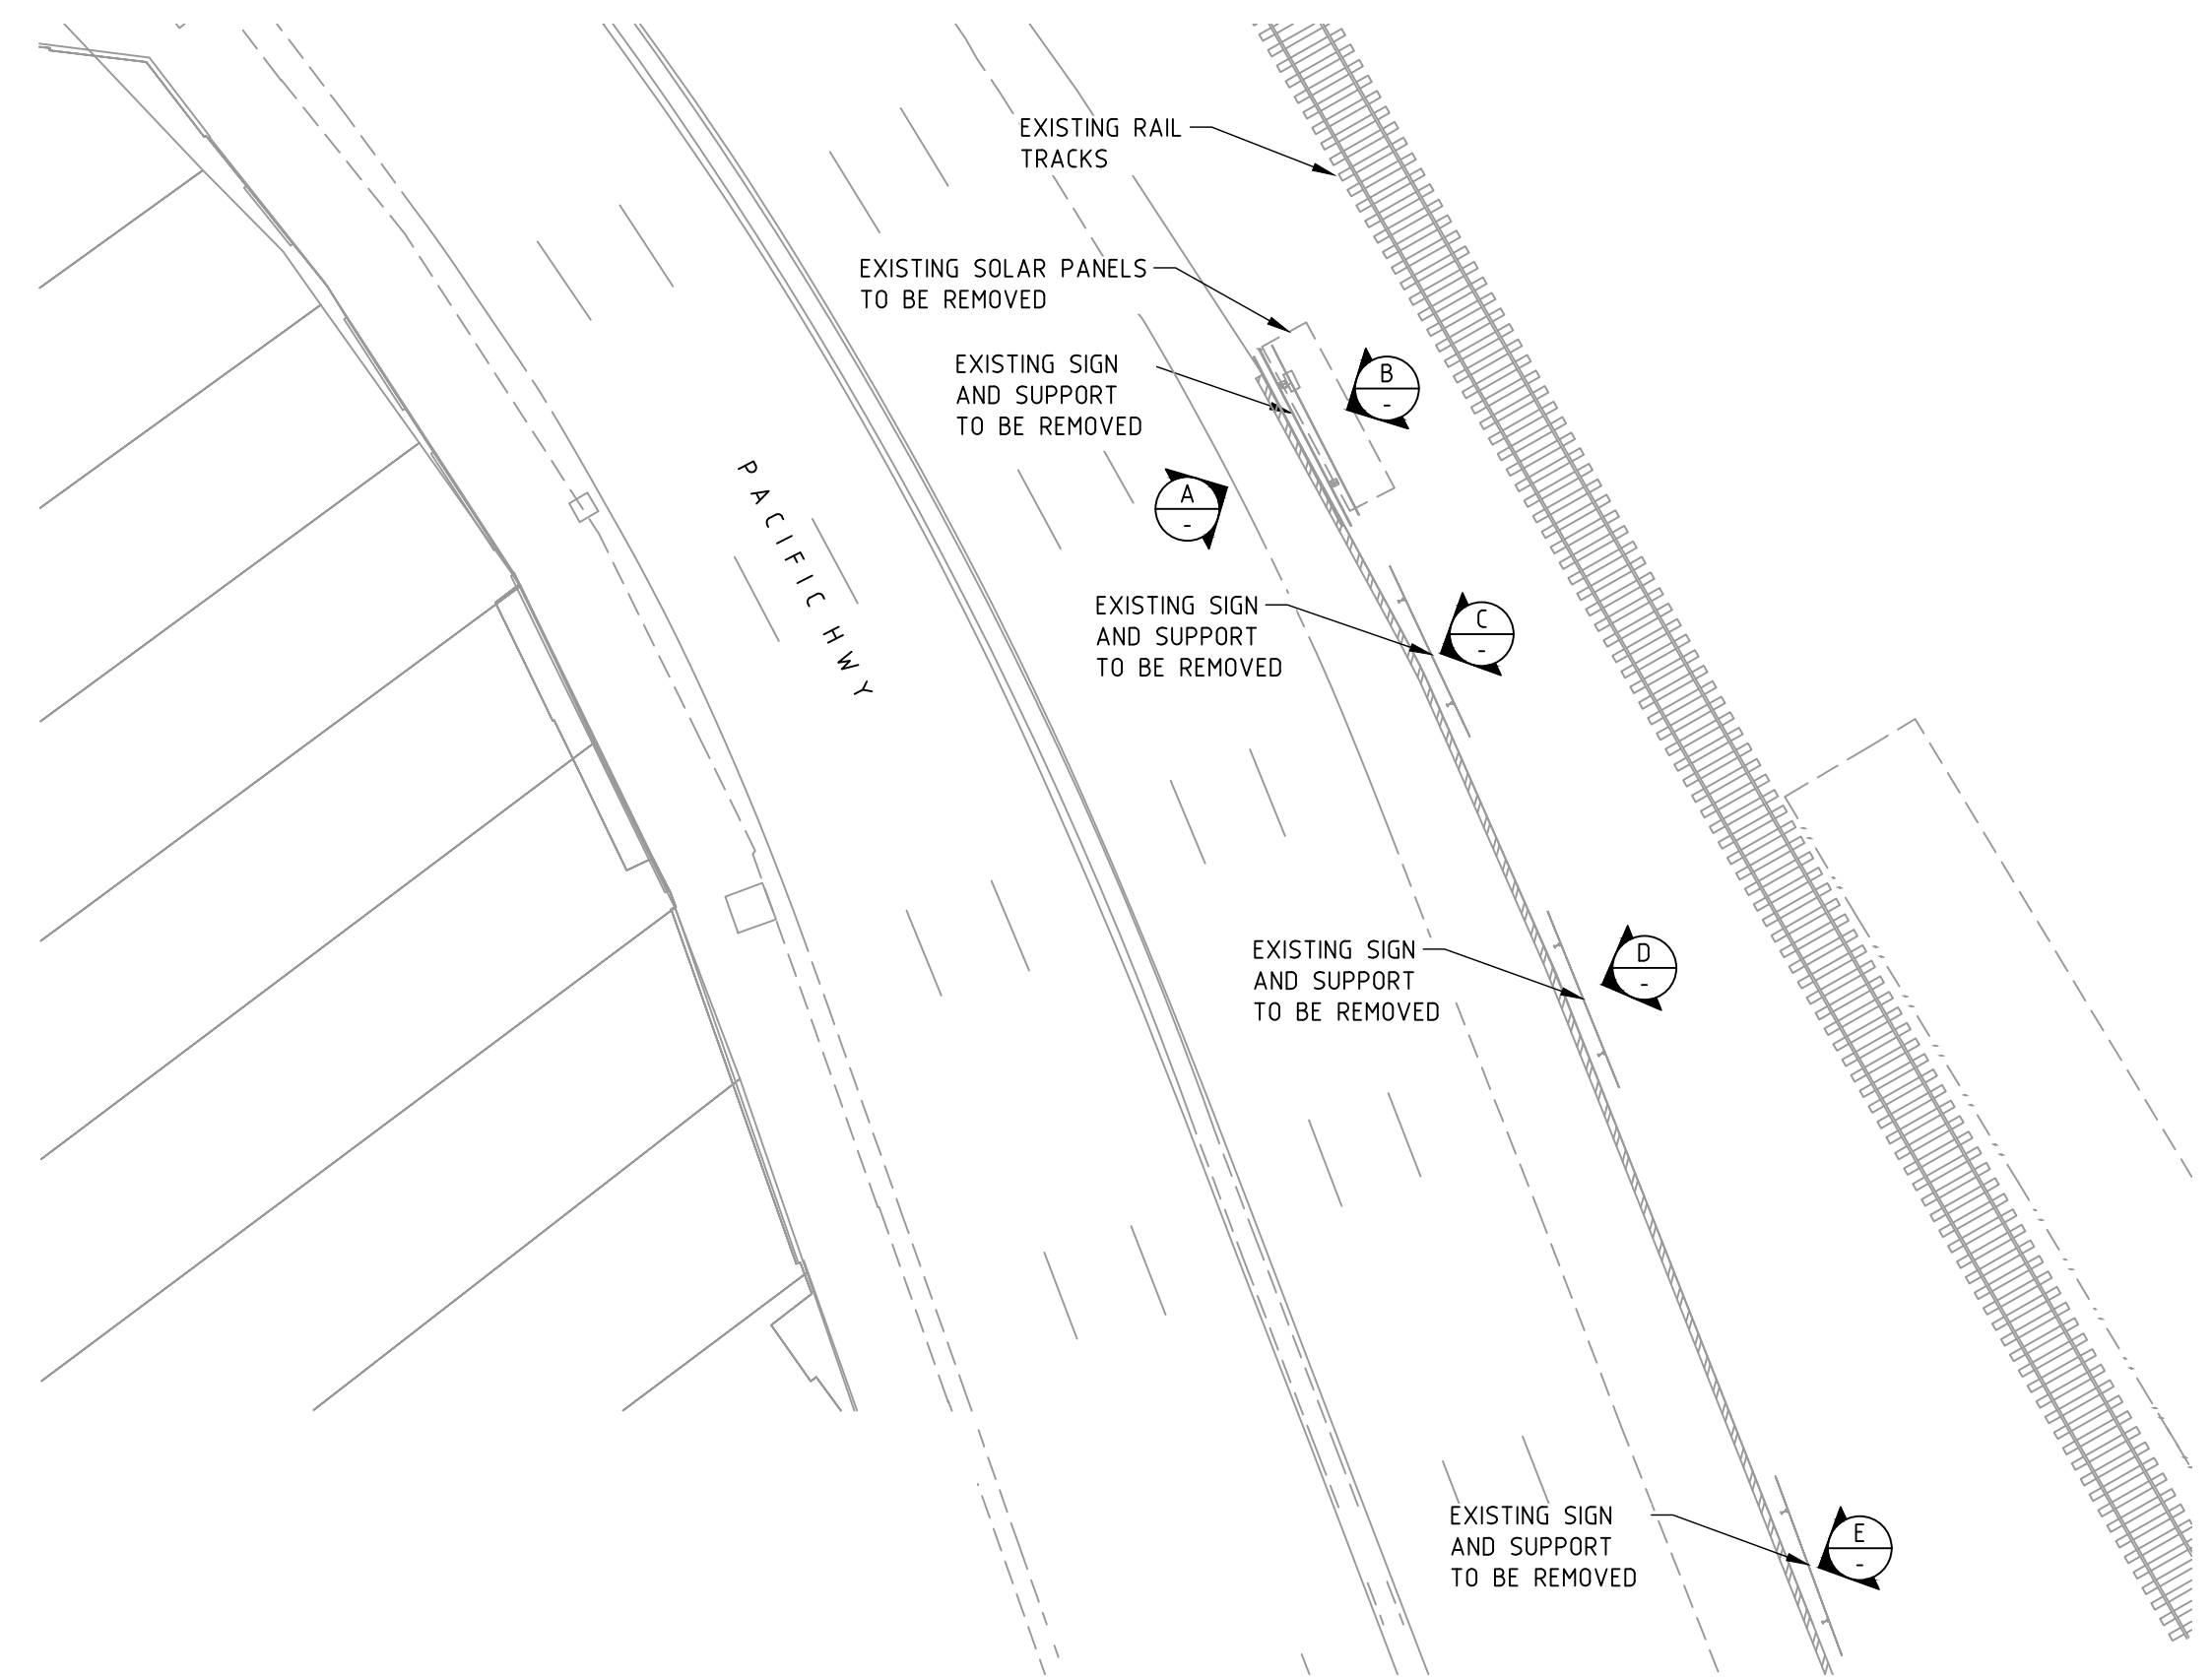 EXISTING RAIL
TRACKS
EXISTING SOLAR PANELS
TO BE REMOVED
EXISTING SIGN
AND SUPPORT
TO BE REMOVED
B
-
A
-
PACIFIC HWY
EXISTING SIGN
AND SUPPORT
TO BE REMOVED
C
-
EXISTING SIGN
AND SUPPORT
TO BE REMOVED
D
-
EXISTING SIGN
AND SUPPORT
TO BE REMOVED
E
-